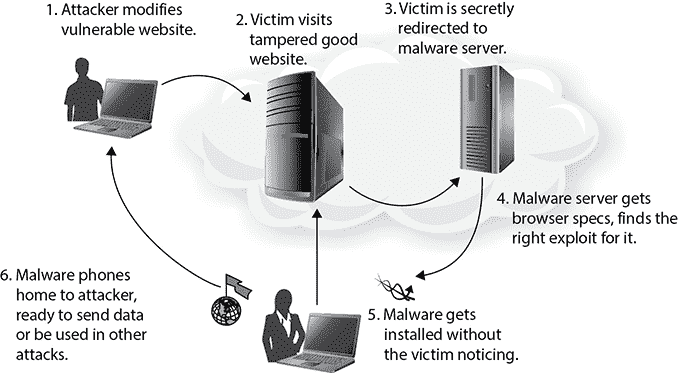 1. Attacker modifies
vulnerable website.
2. Victim visits
tampered good
website.
3. Victim is secretly
redirected to
malware server.
4. Malware server gets
browser specs, finds the
right exploit for it.
5. Malware gets
installed without
the victim noticing.
6. Malware phones
home to attacker,
ready to send data
or be used in other
attacks.